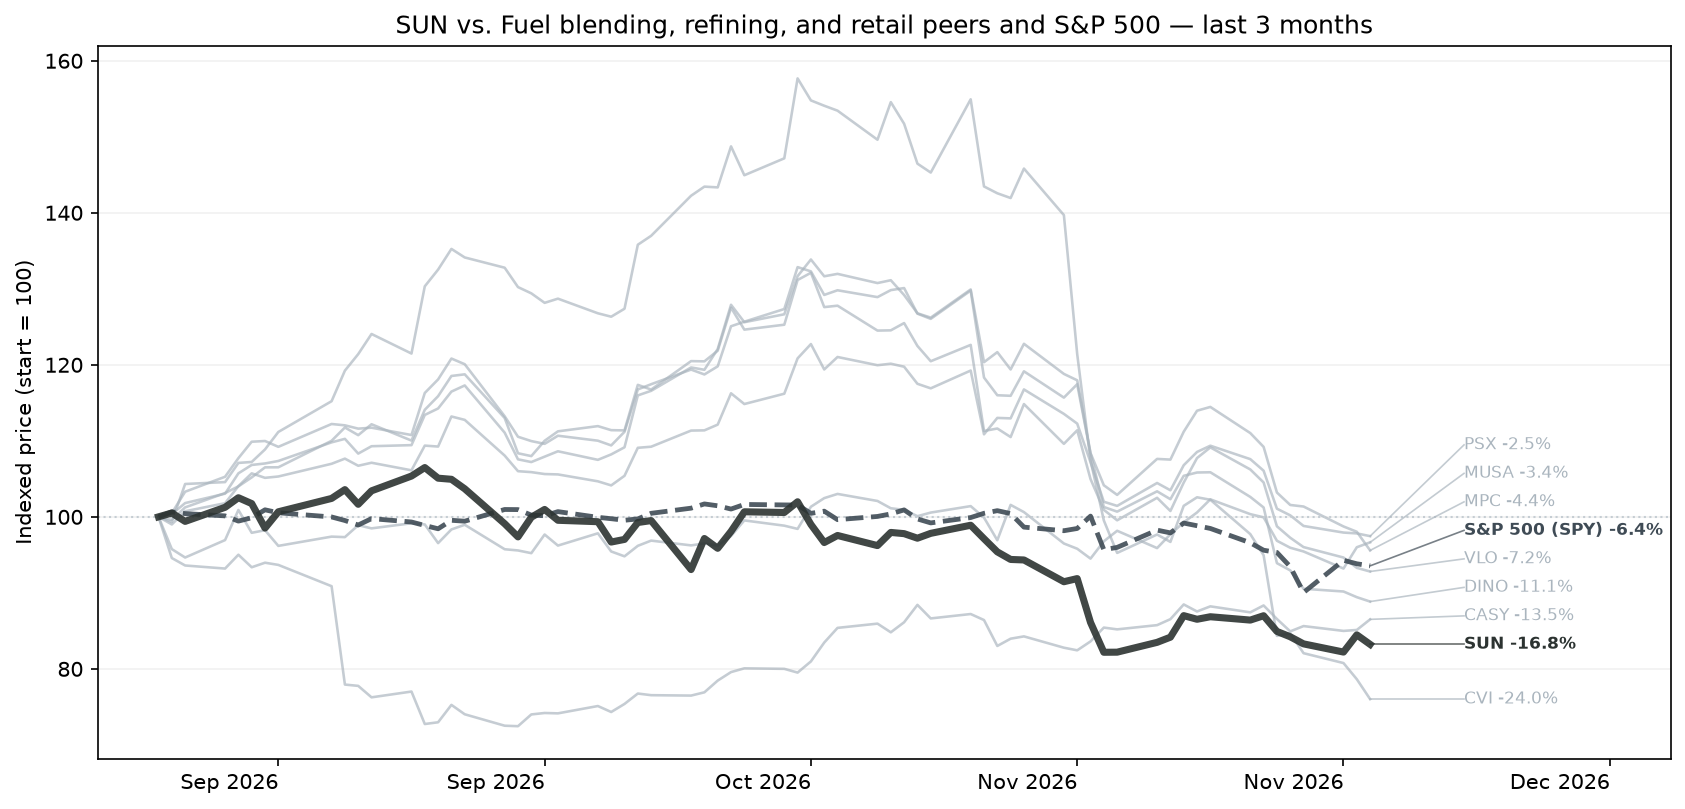 SUN vs. Fuel blending, refining, and retail peers and S&P 500 — last 3 months
Indexed price (start = 100)
160
140
120
100
80
PSX -2.5%
MUSA -3.4%
MPC -4.4%
S&P 500 (SPY) -6.4%
VLO -7.2%
DINO -11.1%
CASY -13.5%
SUN -16.8%
CVI -24.0%
Sep 2026
Sep 2026
Oct 2026
Nov 2026
Nov 2026
Dec 2026